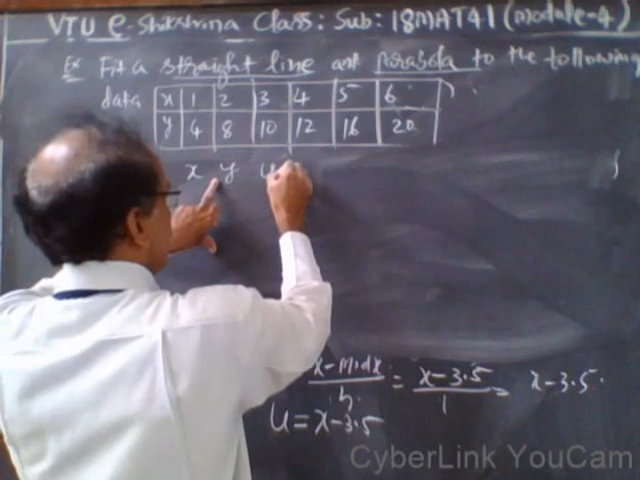 VTU e-Shikshna Class: Sub: 18MAT41 (module-4)
Ex Fit a straight line and parabola to the following
data x 1 2 3 4 5 6
y 4 8 10 12 16 20
x y u
x-midx / h = x-3.5 / 1 = x-3.5.
u = x-3.5
CyberLink YouCam